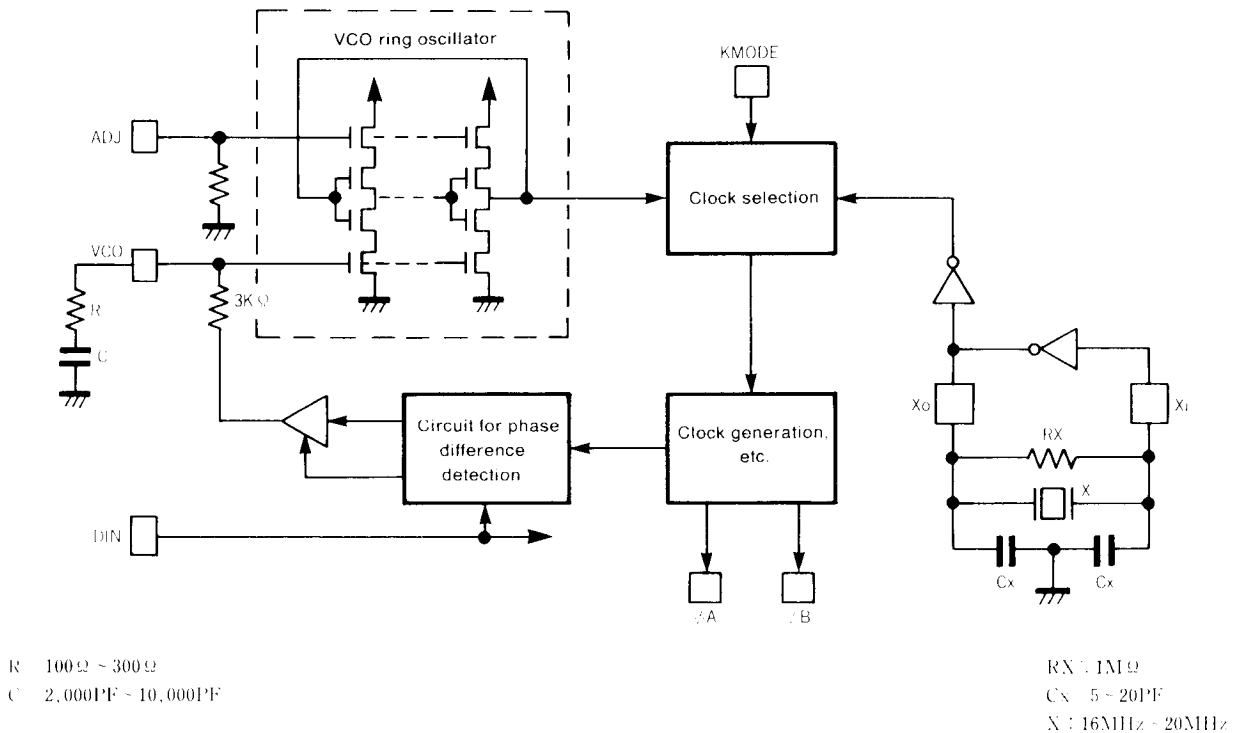 VCO ring oscillator
KMODE
ADJ
Clock selection
VCO
3KΩ
R
C
Xo
Xi
Circuit for phase
difference
detection
Clock generation,
etc.
RX
X
DIN
Cx
Cx
A
B
R 100Ω ~ 300Ω
C 2,000PF ~ 10,000PF
RX : 1MΩ
Cx 5 ~ 20PF
X : 16MHz ~ 20MHz